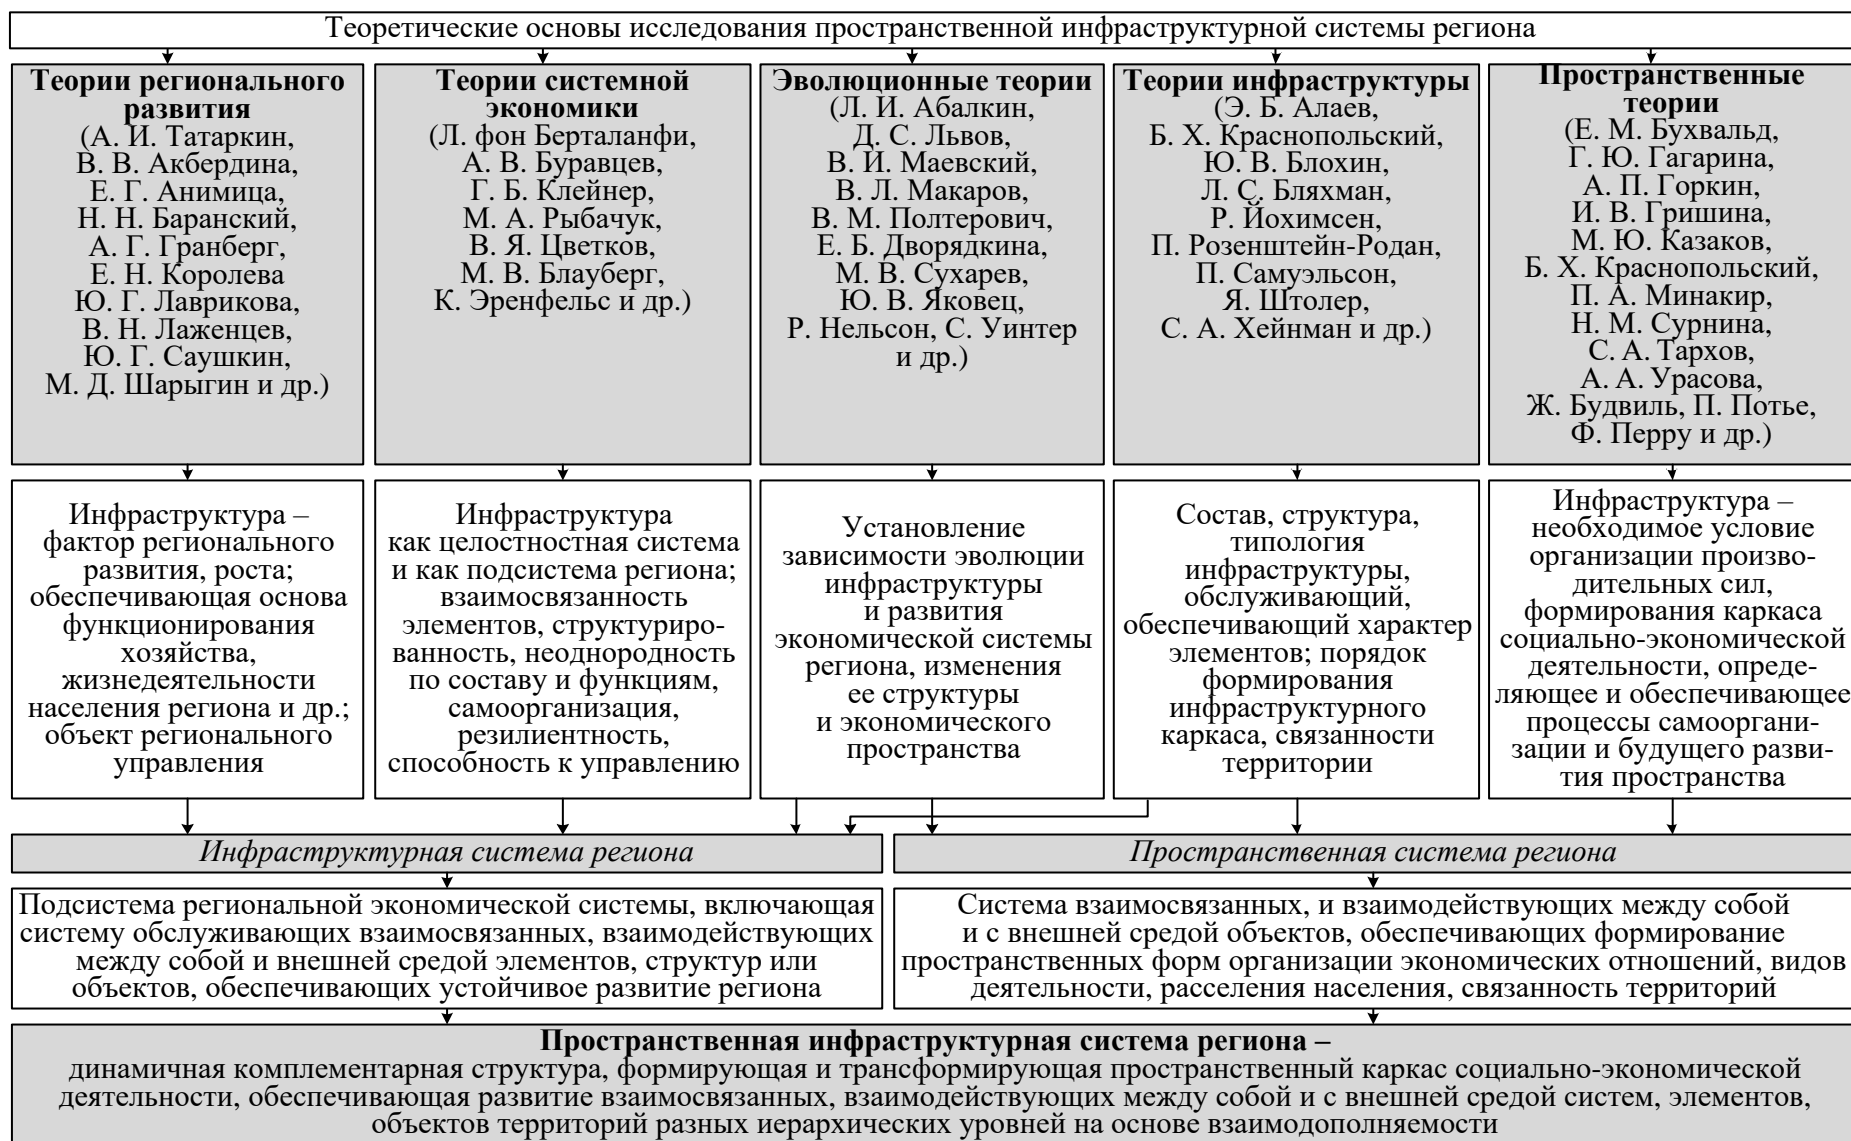 Теоретические основы исследования пространственной инфраструктурной системы региона
Теории регионального
развития
(А. И. Татаркин,
В. В. Акбердина,
Е. Г. Анимица,
Н. Н. Баранский,
А. Г. Гранберг,
Е. Н. Королева
Ю. Г. Лаврикова,
В. Н. Лаженцев,
Ю. Г. Саушкин,
М. Д. Шарыгин и др.)
Теории системной
экономики
(Л. фон Берталанфи,
А. В. Буравцев,
Г. Б. Клейнер,
М. А. Рыбачук,
В. Я. Цветков,
М. В. Блауберг,
К. Эренфельс и др.)
Эволюционные теории
(Л. И. Абалкин,
Д. С. Львов,
В. И. Маевский,
В. Л. Макаров,
В. М. Полтерович,
Е. Б. Дворядкина,
М. В. Сухарев,
Ю. В. Яковец,
Р. Нельсон, С. Уинтер
и др.)
Теории инфраструктуры
(Э. Б. Алаев,
Б. Х. Краснопольский,
Ю. В. Блохин,
Л. С. Бляхман,
Р. Йохимсен,
П. Розенштейн-Родан,
П. Самуэльсон,
Я. Штолер,
С. А. Хейнман и др.)
Пространственные
теории
(Е. М. Бухвальд,
Г. Ю. Гагарина,
А. П. Горкин,
И. В. Гришина,
М. Ю. Казаков,
Б. Х. Краснопольский,
П. А. Минакир,
Н. М. Сурнина,
С. А. Тархов,
А. А. Урасова,
Ж. Будвиль, П. Потье,
Ф. Перру и др.)
Инфраструктура –
фактор регионального
развития, роста;
обеспечивающая основа
функционирования
хозяйства,
жизнедеятельности
населения региона и др.;
объект регионального
управления
Инфраструктура
как целостностная система
и как подсистема региона;
взаимосвязанность
элементов, структуриро-
ванность, неоднородность
по составу и функциям,
самоорганизация,
резилиентность,
способность к управлению
Установление
зависимости эволюции
инфраструктуры
и развития
экономической системы
региона, изменения
ее структуры
и экономического
пространства
Состав, структура,
типология
инфраструктуры,
обслуживающий,
обеспечивающий характер
элементов; порядок
формирования
инфраструктурного
каркаса, связанности
территории
Инфраструктура –
необходимое условие
организации произво-
дительных сил,
формирования каркаса
социально-экономической
деятельности, опреде-
ляющее и обеспечивающее
процессы самооргани-
зации и будущего разви-
тия пространства
Инфраструктурная система региона
Пространственная система региона
Подсистема региональной экономической системы, включающая
систему обслуживающих взаимосвязанных, взаимодействующих
между собой и внешней средой элементов, структур или
объектов, обеспечивающих устойчивое развитие региона
Система взаимосвязанных, и взаимодействующих между собой
и с внешней средой объектов, обеспечивающих формирование
пространственных форм организации экономических отношений, видов
деятельности, расселения населения, связанность территорий
Пространственная инфраструктурная система региона –
динамичная комплементарная структура, формирующая и трансформирующая пространственный каркас социально-экономической
деятельности, обеспечивающая развитие взаимосвязанных, взаимодействующих между собой и с внешней средой систем, элементов,
объектов территорий разных иерархических уровней на основе взаимодополняемости